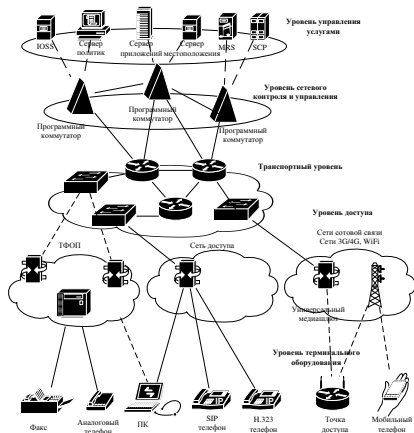 Уровень управления
услугами
IOSS
Сервер
политик
Сервер
приложений
Сервер
местоположения
MRS
SCP
Уровень сетевого
контроля и управления
Программный
коммутатор
Программный
коммутатор
Программный
коммутатор
Транспортный уровень
Уровень доступа
ТФОП
Сеть доступа
Сети сотовой связи
Сети 3G/4G, WiFi
Универсальный
медиашлюз
Уровень терминального
оборудования
Факс
Аналоговый
телефон
ПК
SIP
телефон
H.323
телефон
Точка
доступа
Мобильный
телефон